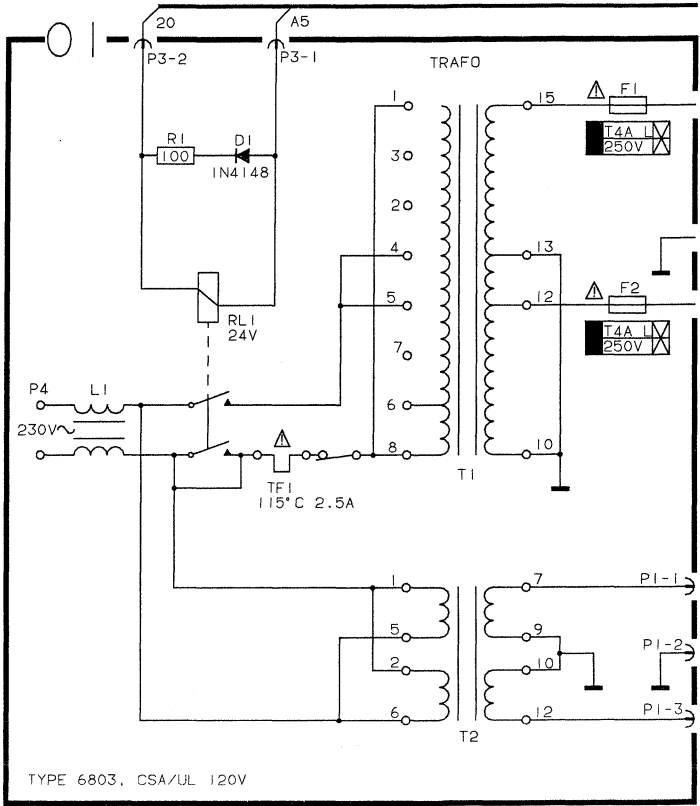 20
A5
P3-2
P3-1
TRAFO
R1
100
D1
1N4148
RL1
24V
P4
L1
230V~
TF1
115°C 2.5A
1
3
2
4
5
7
6
8
T1
15
13
12
10
F1
T4A L
250V
F2
T4A L
250V
1
5
2
6
T2
7
9
10
12
P1-1
P1-2
P1-3
TYPE 6803, CSA/UL 120V